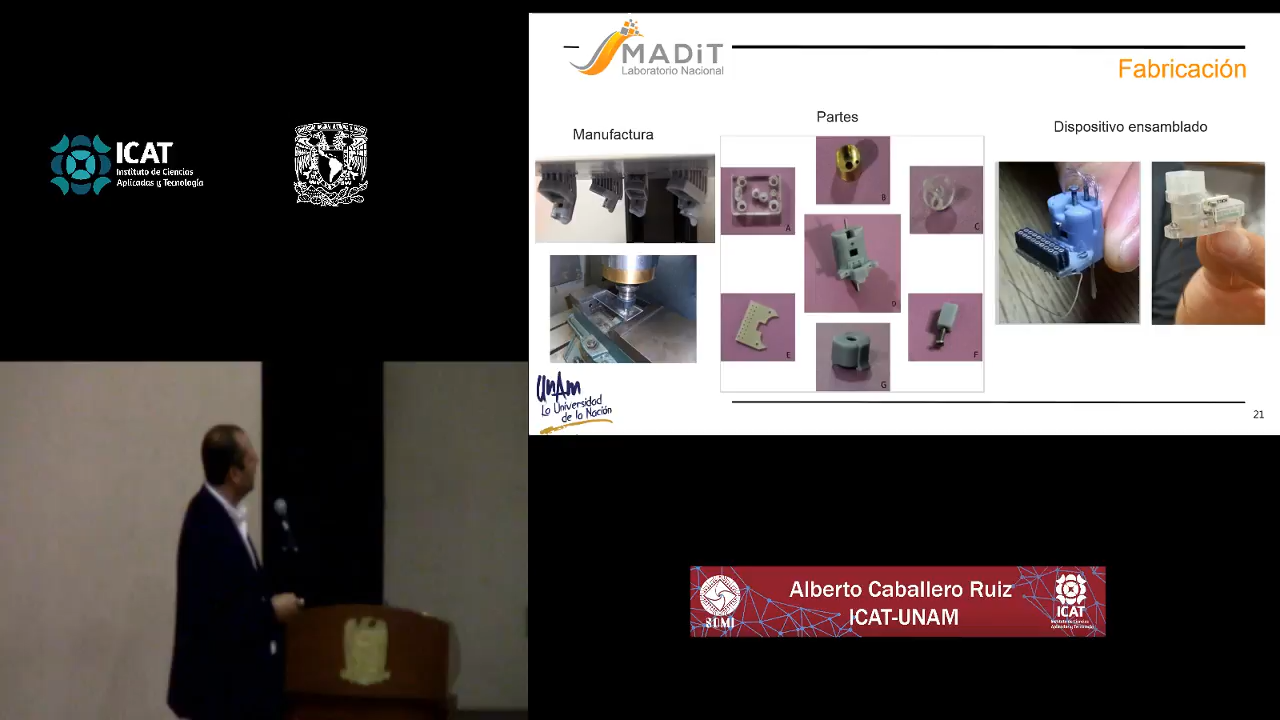 ICAT
Instituto de Ciencias
Aplicadas y Tecnología
MADiT
Laboratorio Nacional
Fabricación
Manufactura
Partes
Dispositivo ensamblado
A
B
C
D
E
F
G
UnAm
La Universidad
de la Nación
21
Alberto Caballero Ruiz
ICAT-UNAM
ICAT